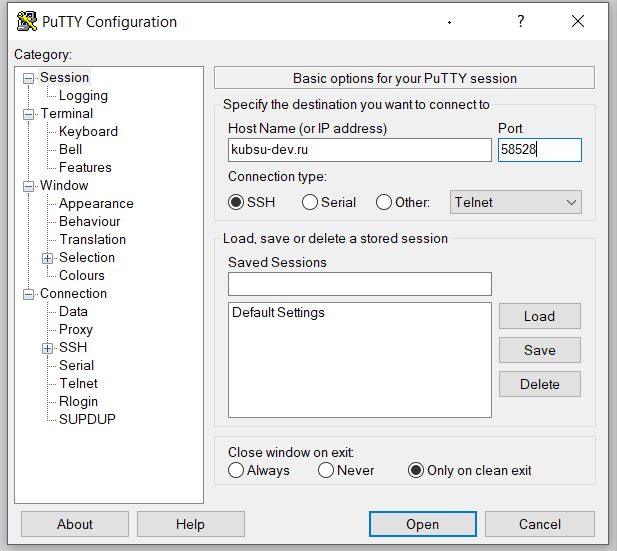 PuTTY Configuration
?
Category:
Session
Logging
Terminal
Keyboard
Bell
Features
Window
Appearance
Behaviour
Translation
Selection
Colours
Connection
Data
Proxy
SSH
Serial
Telnet
Rlogin
SUPDUP
Basic options for your PuTTY session
Specify the destination you want to connect to
Host Name (or IP address) Port
kubsu-dev.ru 58528
Connection type:
SSH Serial Other: Telnet
Load, save or delete a stored session
Saved Sessions
Default Settings
Load
Save
Delete
Close window on exit:
Always Never Only on clean exit
About Help Open Cancel